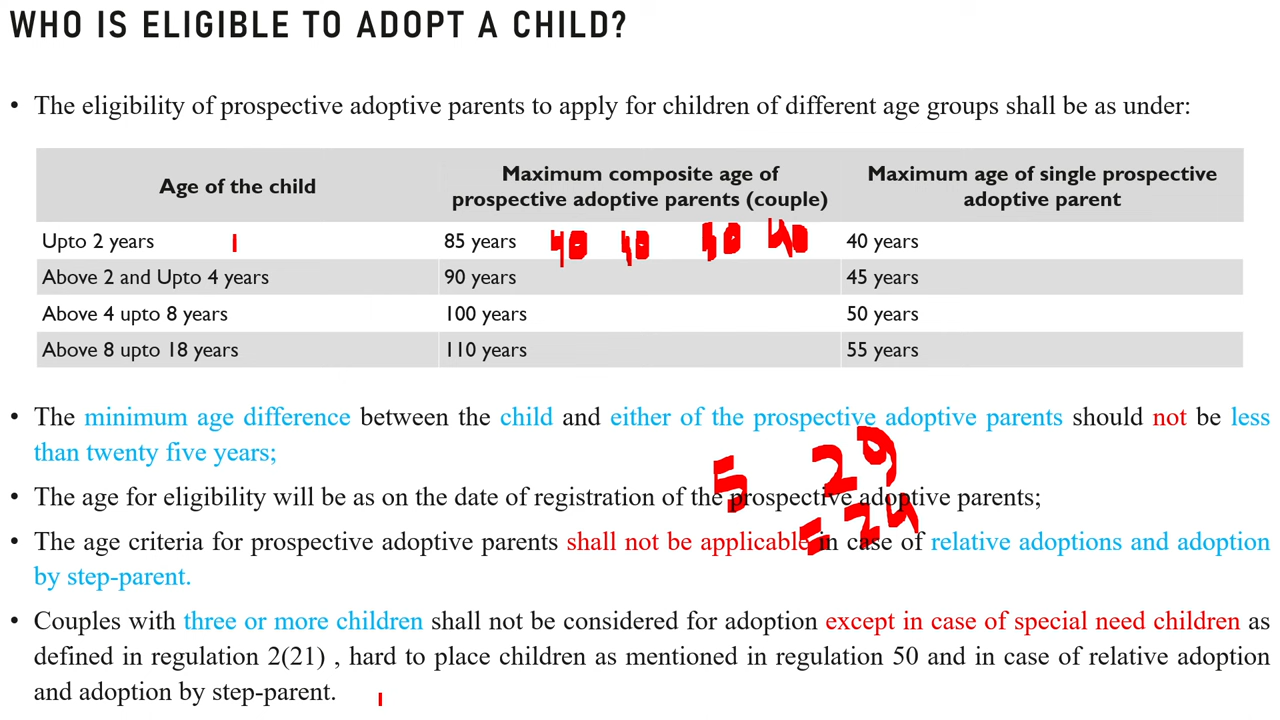 WHO IS ELIGIBLE TO ADOPT A CHILD?
• The eligibility of prospective adoptive parents to apply for children of different age groups shall be as under:
Age of the child
Maximum composite age of prospective adoptive parents (couple)
Maximum age of single prospective adoptive parent
Upto 2 years 1 85 years 40 40 40 40 years
Above 2 and Upto 4 years 90 years 45 years
Above 4 upto 8 years 100 years 50 years
Above 8 upto 18 years 110 years 55 years
• The minimum age difference between the child and either of the prospective adoptive parents should not be less
than twenty five years;
5 29
• The age for eligibility will be as on the date of registration of the prospective adoptive parents;
= 24
• The age criteria for prospective adoptive parents shall not be applicable in case of relative adoptions and adoption
by step-parent.
• Couples with three or more children shall not be considered for adoption except in case of special need children as
defined in regulation 2(21) , hard to place children as mentioned in regulation 50 and in case of relative adoption
and adoption by step-parent.